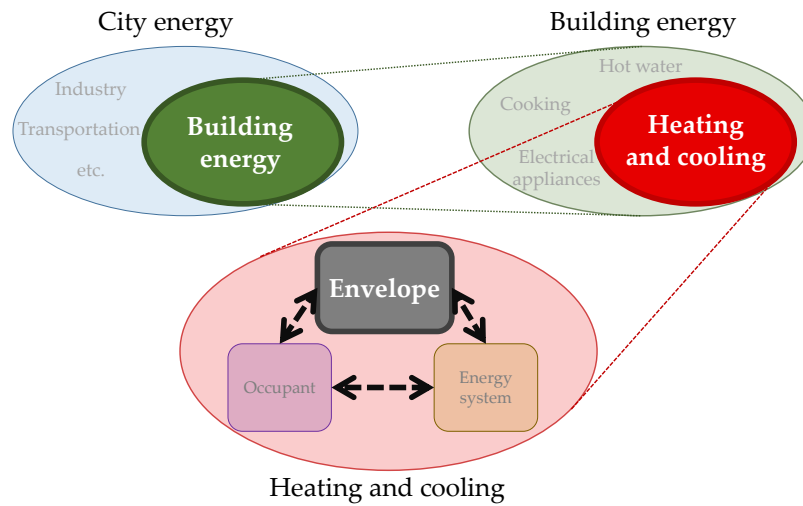 City energy
Industry
Transportation
etc.
Building
energy
Building energy
Hot water
Cooking
Electrical
appliances
Heating
and cooling
Envelope
Occupant
Energy
system
Heating and cooling